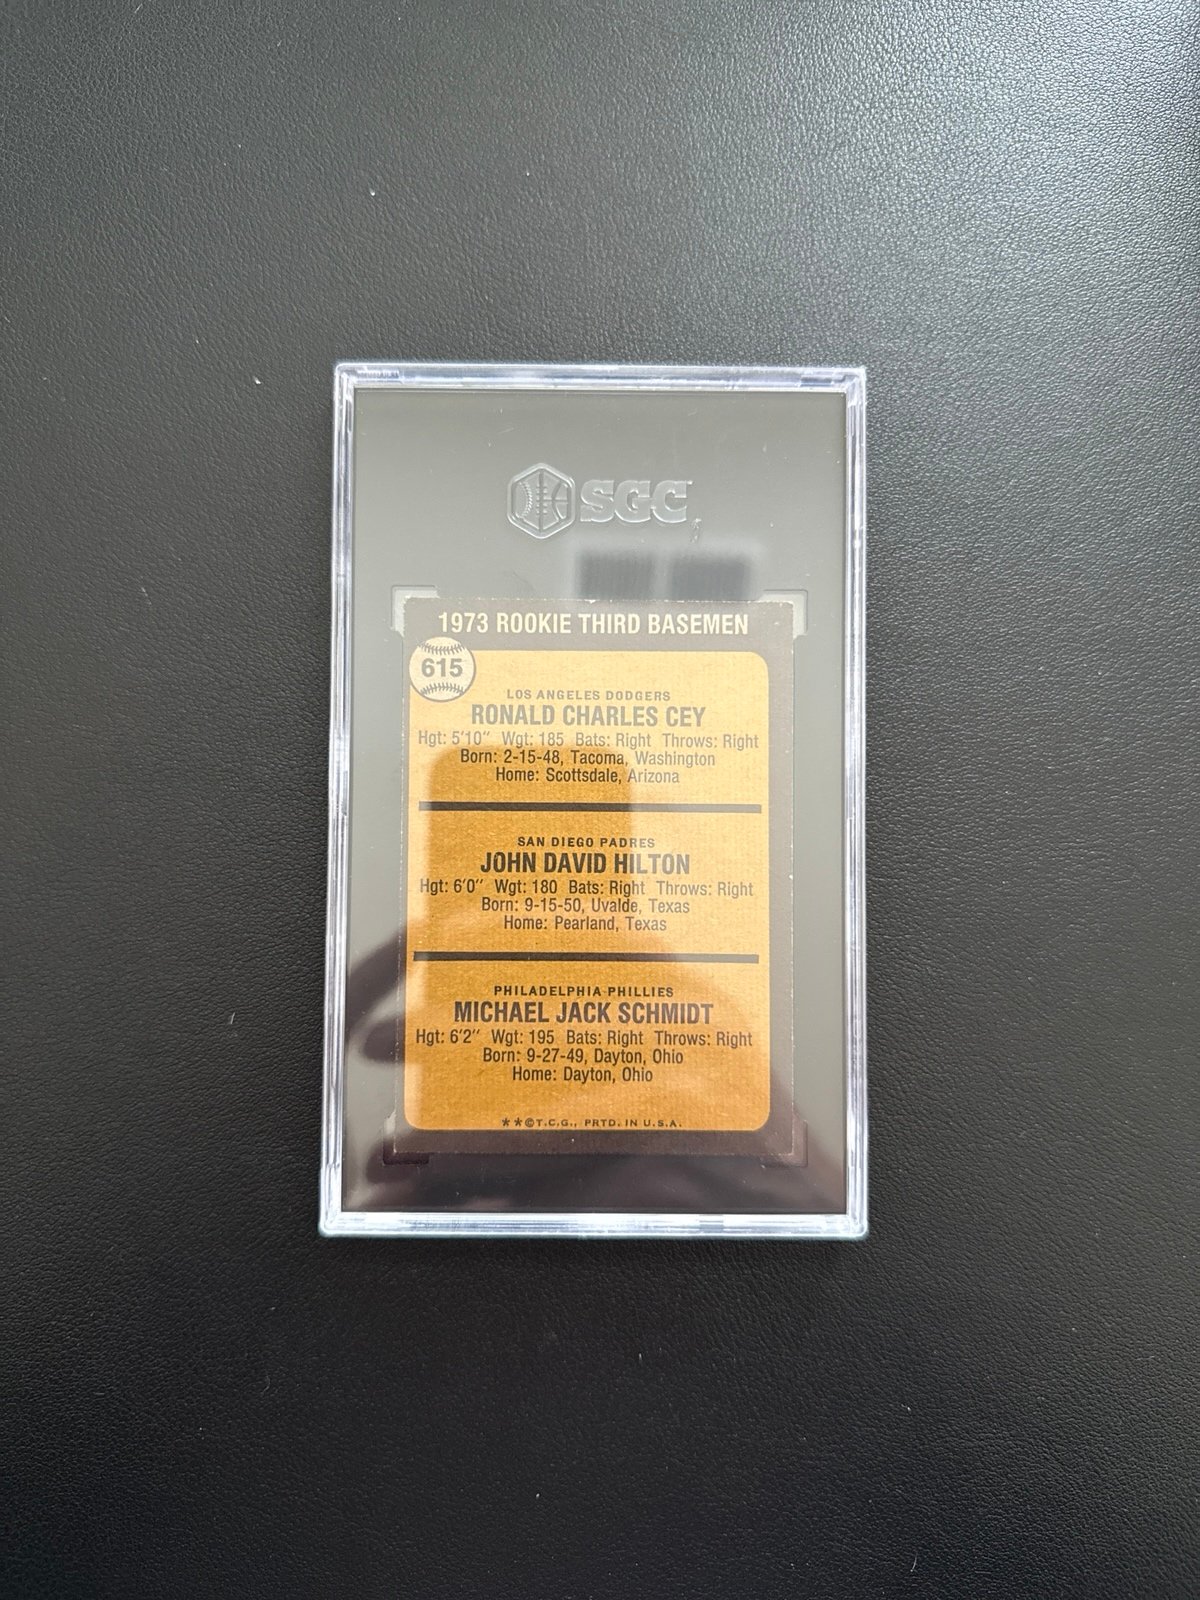 SGC
1973 ROOKIE THIRD BASEMEN
615
LOS ANGELES DODGERS
RONALD CHARLES CEY
Hgt: 5'10" Wgt: 185 Bats: Right Throws: Right
Born: 2-15-48, Tacoma, Washington
Home: Scottsdale, Arizona
SAN DIEGO PADRES
JOHN DAVID HILTON
Hgt: 6'0" Wgt: 180 Bats: Right Throws: Right
Born: 9-15-50, Uvalde, Texas
Home: Pearland, Texas
PHILADELPHIA PHILLIES
MICHAEL JACK SCHMIDT
Hgt: 6'2" Wgt: 195 Bats: Right Throws: Right
Born: 9-27-49, Dayton, Ohio
Home: Dayton, Ohio
**©T.C.G., PRTD. IN U.S.A.